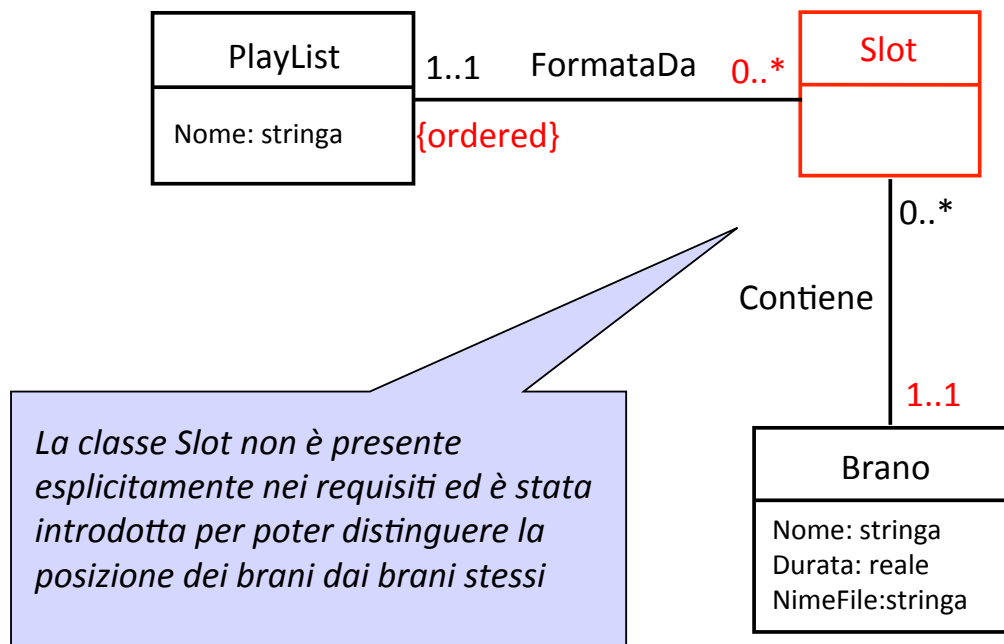 PlayList
Nome: stringa
1..1
FormataDa
0..*
{ordered}
Slot
0..*
Contiene
1..1
Brano
Nome: stringa
Durata: reale
NimeFile:stringa
La classe Slot non è presente
esplicitamente nei requisiti ed è stata
introdotta per poter distinguere la
posizione dei brani dai brani stessi